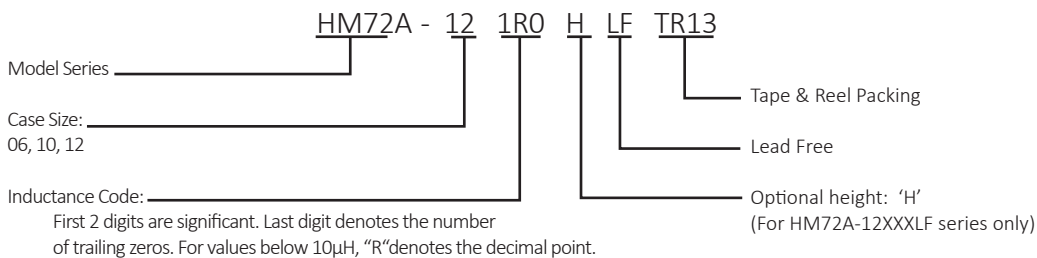 HM72A - 12 1R0 H LF TR13
Model Series
Case Size:
06, 10, 12
Inductance Code:
First 2 digits are significant. Last digit denotes the number
of trailing zeros. For values below 10μH, “R“denotes the decimal point.
Tape & Reel Packing
Lead Free
Optional height: ‘H’
(For HM72A-12XXXLF series only)